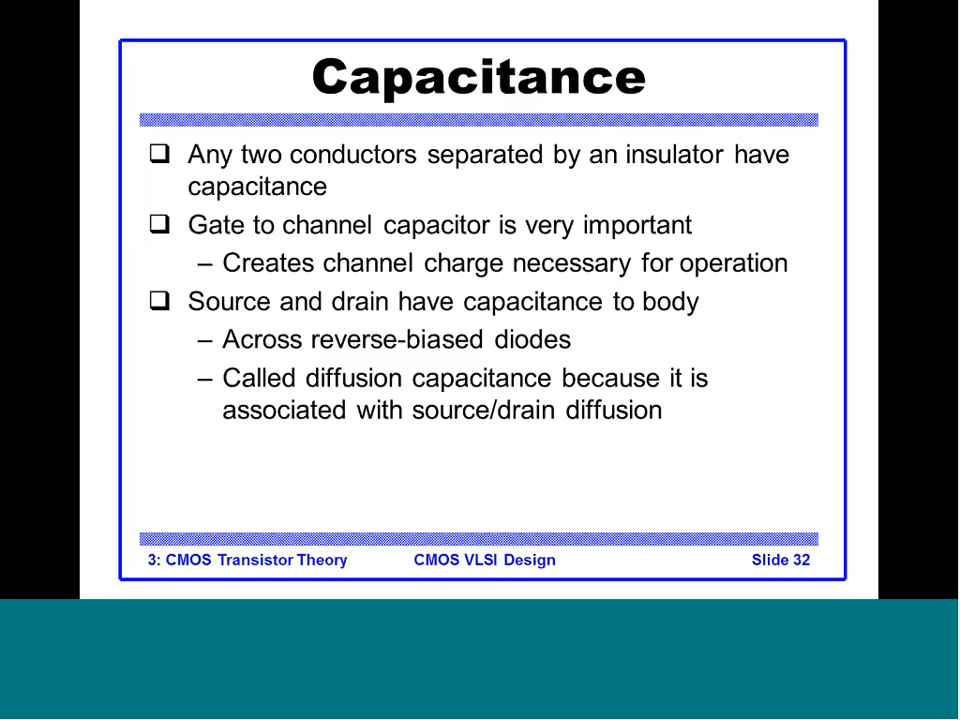 Capacitance
❑ Any two conductors separated by an insulator have
capacitance
❑ Gate to channel capacitor is very important
– Creates channel charge necessary for operation
❑ Source and drain have capacitance to body
– Across reverse-biased diodes
– Called diffusion capacitance because it is
associated with source/drain diffusion
3: CMOS Transistor Theory CMOS VLSI Design Slide 32